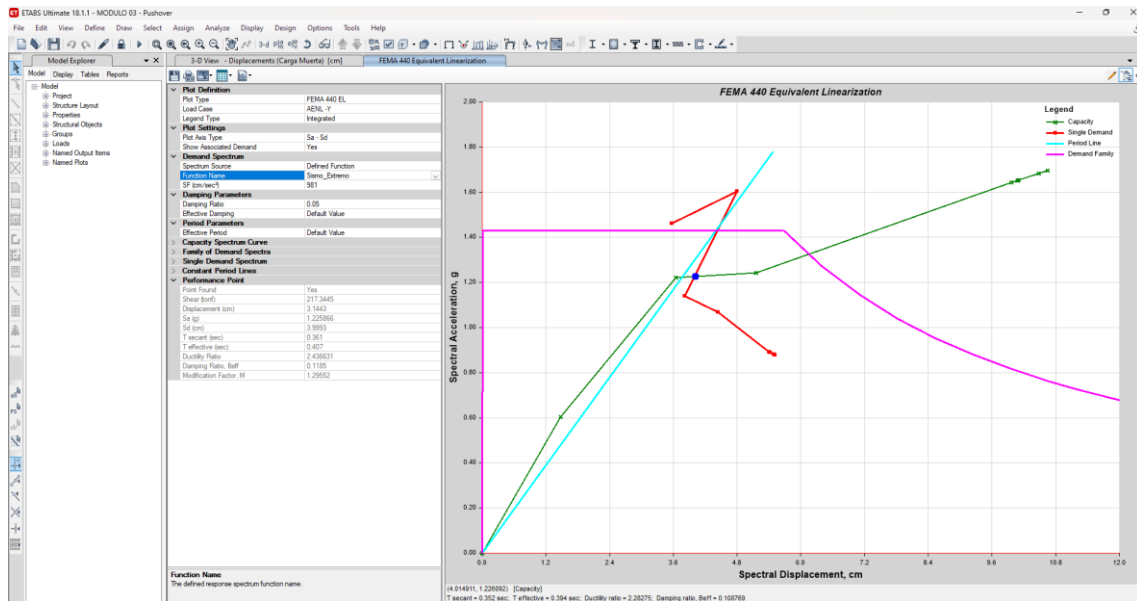 ETABS Ultimate 18.1.1 - MODULO 03 - Pushover
File Edit View Define Draw Select Assign Analyze Display Design Options Tools Help
3-d
nd
Model Explorer
3-D View - Displacements (Carga Muerta) [cm]
FEMA 440 Equivalent Linearization
Model Display Tables Reports
Model
Project
Structure Layout
Properties
Structural Objects
Groups
Loads
Named Output Items
Named Plots
Plot Definition
Plot Type FEMA 440 EL
Load Case AENL-Y
Legend Type Integrated
Plot Settings
Plot Axis Type Sa - Sd
Show Associated Demand Yes
Demand Spectrum
Spectrum Source Defined Function
Function Name Sismo_Extremo
SF (cm/sec²) 981
Damping Parameters
Damping Ratio 0.05
Effective Damping Default Value
Period Parameters
Effective Period Default Value
Capacity Spectrum Curve
Family of Demand Spectra
Single Demand Spectrum
Constant Period Lines
Performance Point
Point Found Yes
Shear (tonf) 217.3445
Displacement (cm) 3.1443
Sa (g) 1.225866
Sd (cm) 3.9993
T secant (sec) 0.361
T effective (sec) 0.407
Ductility Ratio 2.436631
Damping Ratio, Beff 0.1185
Modification Factor, M 1.29552
Function Name
The defined response spectrum function name.
FEMA 440 Equivalent Linearization
Legend
Capacity
Single Demand
Period Line
Demand Family
Spectral Acceleration, g
2.00
1.80
1.60
1.40
1.20
1.00
0.80
0.60
0.40
0.20
0.00
0.0 1.2 2.4 3.6 4.8 6.0 7.2 8.4 9.6 10.8 12.0
Spectral Displacement, cm
(4.014911, 1.226092) [Capacity]
T secant = 0.352 sec; T effective = 0.394 sec; Ductility ratio = 2.28275; Damping ratio, Beff = 0.108769